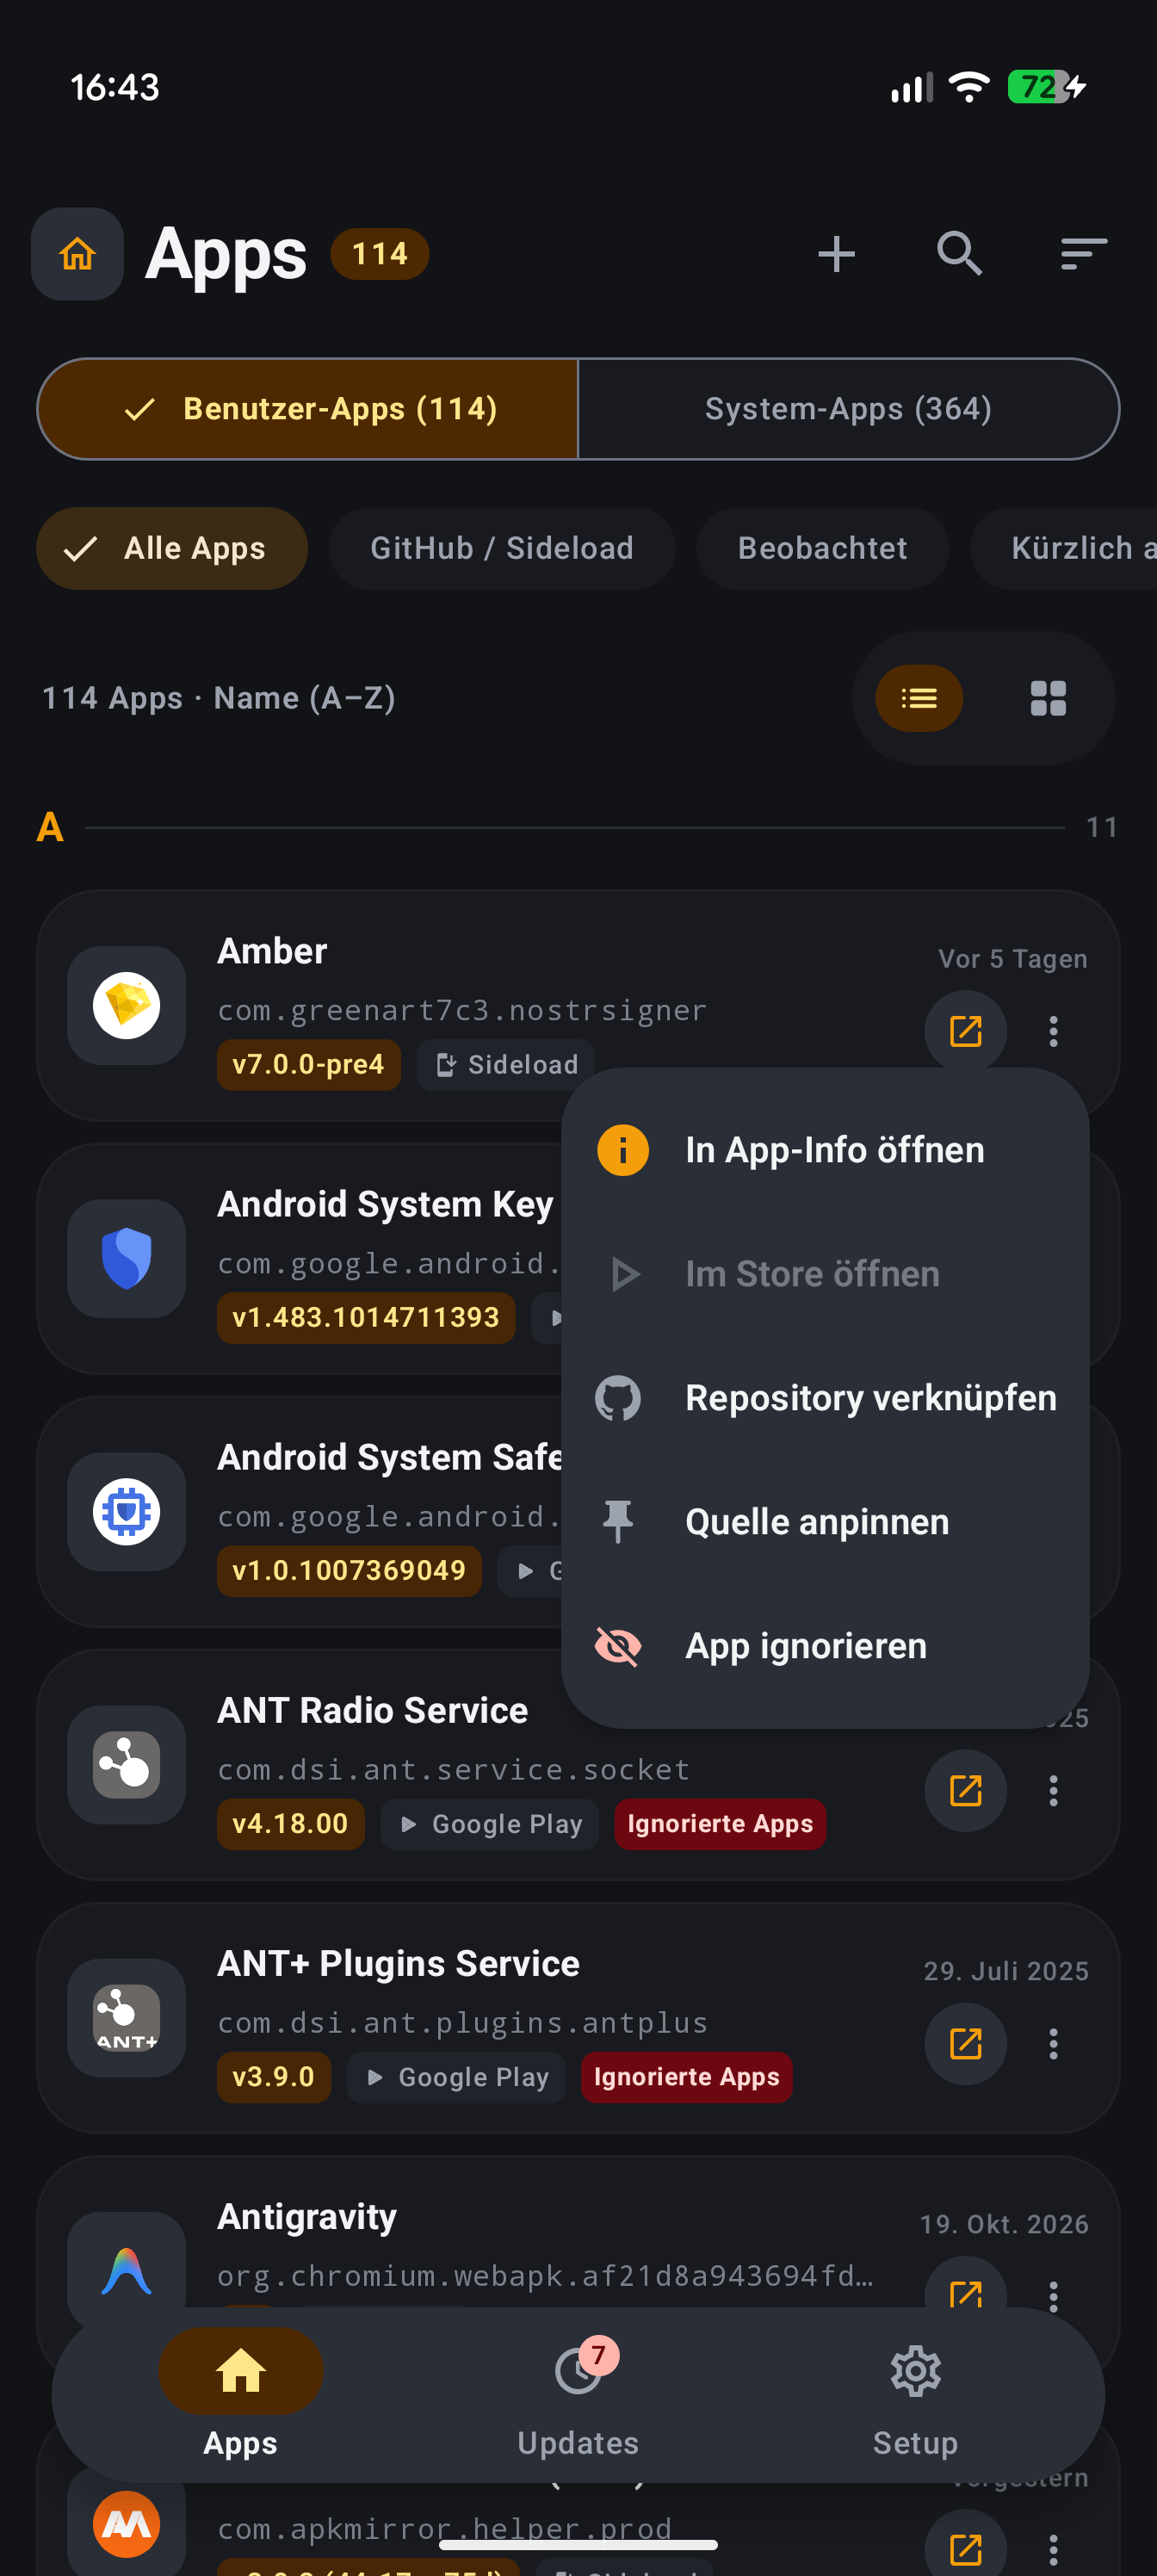 16:43
72
Apps 114
Benutzer-Apps (114)
System-Apps (364)
Alle Apps
GitHub / Sideload
Beobachtet
Kürzlich a
114 Apps · Name (A–Z)
A
11
Amber
Vor 5 Tagen
com.greenart7c3.nostrsigner
v7.0.0-pre4
Sideload
In App-Info öffnen
Im Store öffnen
Repository verknüpfen
Quelle anpinnen
App ignorieren
Android System Key
com.google.android.
v1.483.1014711393
Android System Safe
com.google.android.
v1.0.1007369049
G
ANT Radio Service
25
com.dsi.ant.service.socket
v4.18.00
Google Play
Ignorierte Apps
ANT+ Plugins Service
29. Juli 2025
ANT+
com.dsi.ant.plugins.antplus
v3.9.0
Google Play
Ignorierte Apps
Antigravity
19. Okt. 2026
org.chromium.webapk.af21d8a943694fd…
7
Apps
Updates
Setup
Vorgestern
com.apkmirror.helper.prod